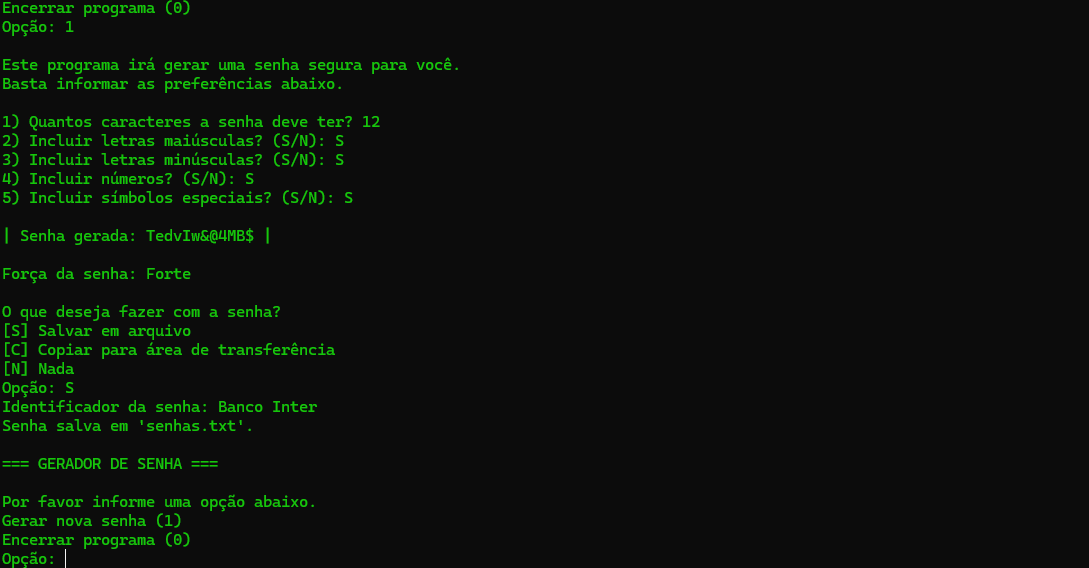 Encerrar programa (0)
Opção: 1
Este programa irá gerar uma senha segura para você.
Basta informar as preferências abaixo.
1) Quantos caracteres a senha deve ter? 12
2) Incluir letras maiúsculas? (S/N): S
3) Incluir letras minúsculas? (S/N): S
4) Incluir números? (S/N): S
5) Incluir símbolos especiais? (S/N): S
| Senha gerada: TedvIw&@4MB$ |
Força da senha: Forte
O que deseja fazer com a senha?
[S] Salvar em arquivo
[C] Copiar para área de transferência
[N] Nada
Opção: S
Identificador da senha: Banco Inter
Senha salva em 'senhas.txt'.
=== GERADOR DE SENHA ===
Por favor informe uma opção abaixo.
Gerar nova senha (1)
Encerrar programa (0)
Opção: